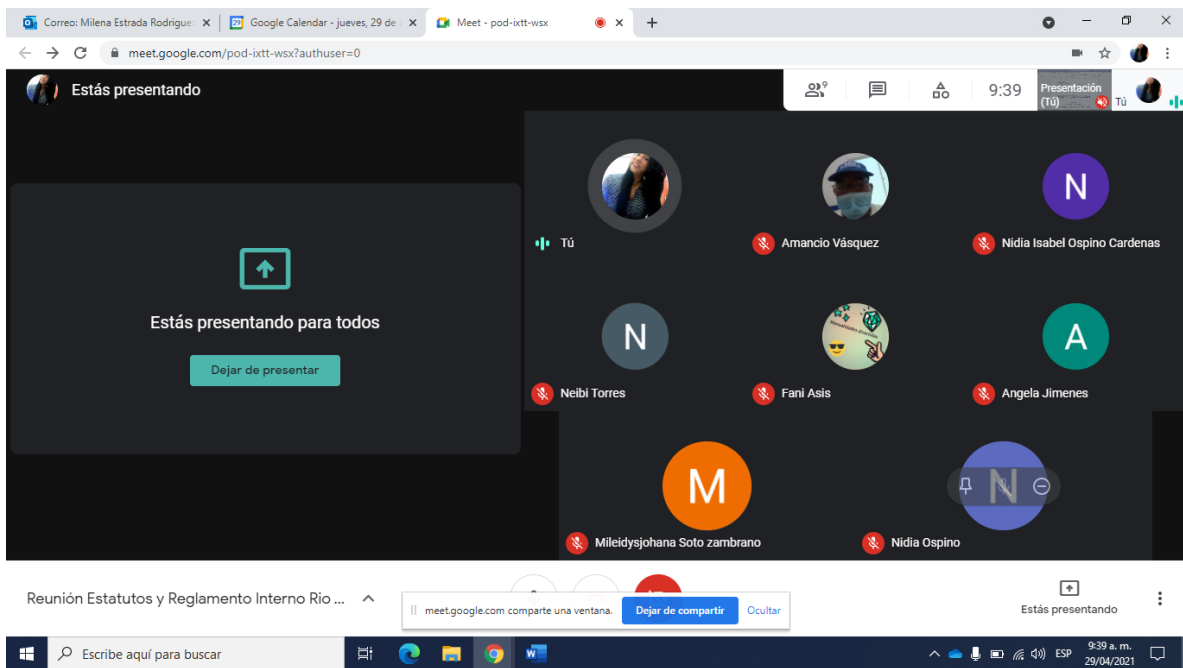 Correo: Milena Estrada Rodrigue
Google Calendar - jueves, 29 de
Meet - pod-ixtt-wsx
meet.google.com/pod-ixtt-wsx?authuser=0
Estás presentando
9
9:39
Presentación
(Tú)
Tú
Tú
Amancio Vásquez
N
Nidia Isabel Ospino Cardenas
Estás presentando para todos
Dejar de presentar
N
Neibi Torres
Fani Asis
A
Angela Jimenes
M
Mileidysjohana Soto zambrano
N
Nidia Ospino
Reunión Estatutos y Reglamento Interno Rio ...
meet.google.com comparte una ventana.
Dejar de compartir
Ocultar
Estás presentando
Escribe aquí para buscar
W
ESP
9:39 a. m.
29/04/2021